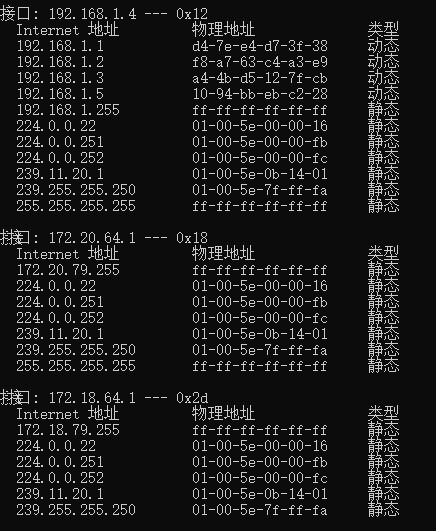 接口: 192.168.1.4 --- 0x12
Internet 地址 物理地址 类型
192.168.1.1 d4-7e-e4-d7-3f-38 动态
192.168.1.2 f8-a7-63-c4-a3-e9 动态
192.168.1.3 a4-4b-d5-12-7f-cb 动态
192.168.1.5 10-94-bb-eb-c2-28 动态
192.168.1.255 ff-ff-ff-ff-ff-ff 静态
224.0.0.22 01-00-5e-00-00-16 静态
224.0.0.251 01-00-5e-00-00-fb 静态
224.0.0.252 01-00-5e-00-00-fc 静态
239.11.20.1 01-00-5e-0b-14-01 静态
239.255.255.250 01-00-5e-7f-ff-fa 静态
255.255.255.255 ff-ff-ff-ff-ff-ff 静态
接口: 172.20.64.1 --- 0x18
Internet 地址 物理地址 类型
172.20.79.255 ff-ff-ff-ff-ff-ff 静态
224.0.0.22 01-00-5e-00-00-16 静态
224.0.0.251 01-00-5e-00-00-fb 静态
224.0.0.252 01-00-5e-00-00-fc 静态
239.11.20.1 01-00-5e-0b-14-01 静态
239.255.255.250 01-00-5e-7f-ff-fa 静态
255.255.255.255 ff-ff-ff-ff-ff-ff 静态
接口: 172.18.64.1 --- 0x2d
Internet 地址 物理地址 类型
172.18.79.255 ff-ff-ff-ff-ff-ff 静态
224.0.0.22 01-00-5e-00-00-16 静态
224.0.0.251 01-00-5e-00-00-fb 静态
224.0.0.252 01-00-5e-00-00-fc 静态
239.11.20.1 01-00-5e-0b-14-01 静态
239.255.255.250 01-00-5e-7f-ff-fa 静态